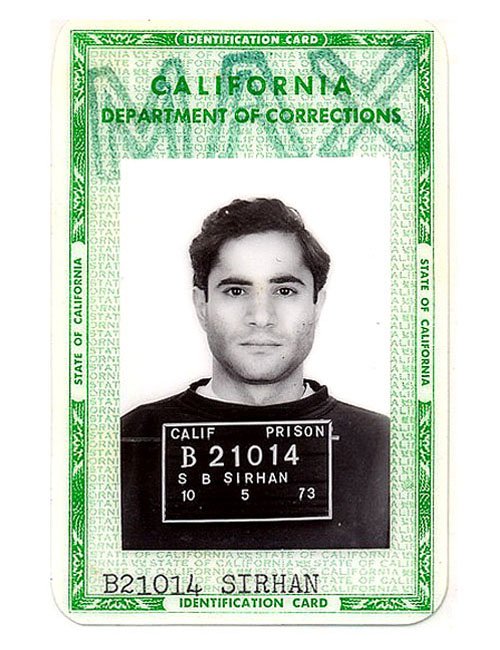 IDENTIFICATION CARD
MAX
CALIFORNIA
DEPARTMENT OF CORRECTIONS
STATE OF CALIFORNIA
STATE OF CALIFORNIA
CALIF PRISON
B 21014
S B SIRHAN
10 5 73
B21014 SIRHAN
IDENTIFICATION CARD